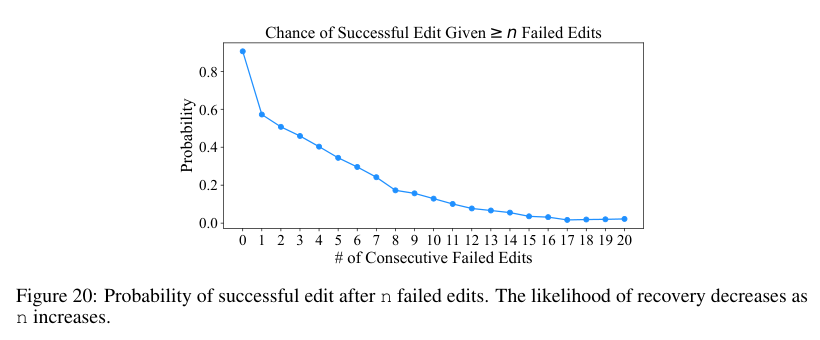 Chance of Successful Edit Given ≥ n Failed Edits
Probability
0.8
0.6
0.4
0.2
0.0
0 1 2 3 4 5 6 7 8 9 10 11 12 13 14 15 16 17 18 19 20
# of Consecutive Failed Edits
Figure 20: Probability of successful edit after n failed edits. The likelihood of recovery decreases as
n increases.